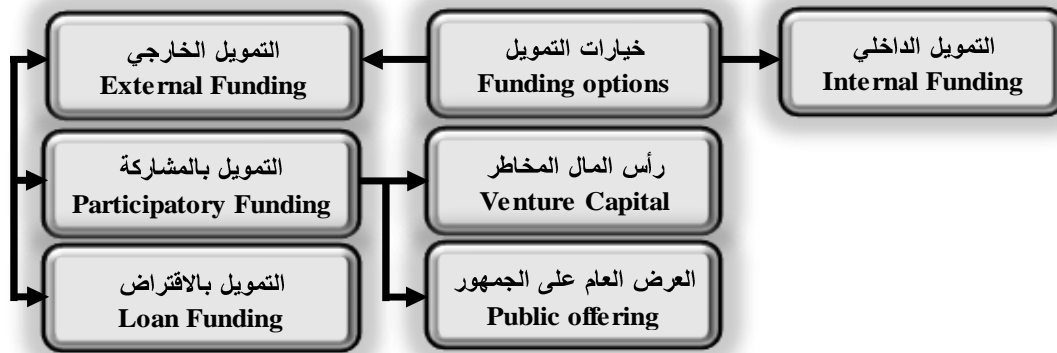 التمويل الخارجي
External Funding
خيارات التمويل
Funding options
التمويل الداخلي
Internal Funding
التمويل بالمشاركة
Participatory Funding
رأس المال المخاطر
Venture Capital
التمويل بالاقتراض
Loan Funding
العرض العام على الجمهور
Public offering